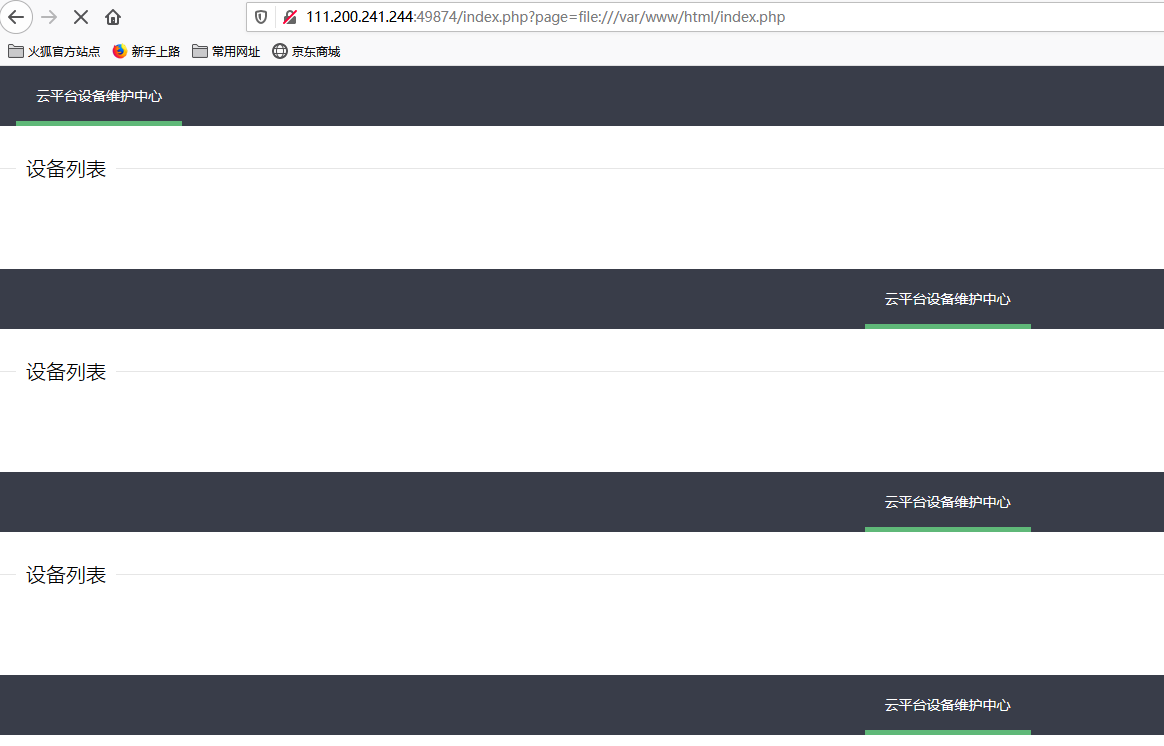 111.200.241.244:49874/index.php?page=file:///var/www/html/index.php
火狐官方站点 新手上路 常用网址 京东商城
云平台设备维护中心
设备列表
云平台设备维护中心
设备列表
云平台设备维护中心
设备列表
云平台设备维护中心